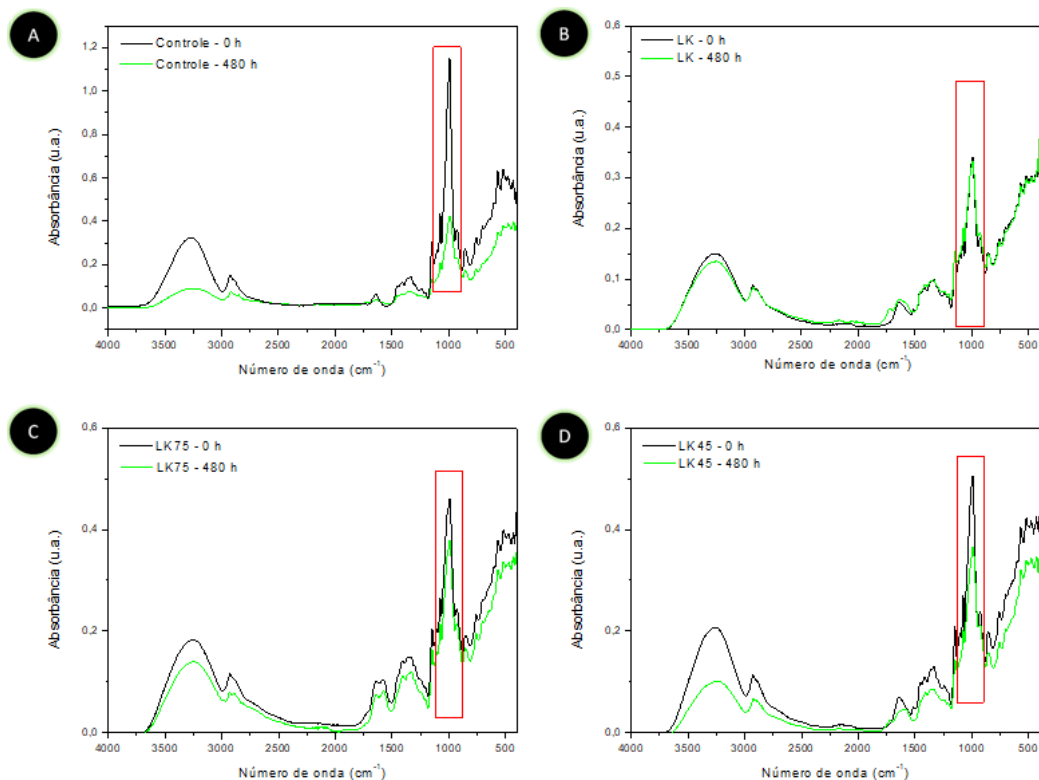 A
Controle - 0 h
Controle - 480 h
Absorbância (u.a.)
1,2
1,0
0,8
0,6
0,4
0,2
0,0
4000 3500 3000 2500 2000 1500 1000 500
Número de onda (cm-1)
B
LK - 0 h
LK - 480 h
Absorbância (u.a.)
0,6
0,5
0,4
0,3
0,2
0,1
0,0
4000 3500 3000 2500 2000 1500 1000 500
Número de onda (cm-1)
C
LK75 - 0 h
LK75 - 480 h
Absorbância (u.a.)
0,6
0,4
0,2
0,0
4000 3500 3000 2500 2000 1500 1000 500
Número de onda (cm-1)
D
LK45 - 0 h
LK45 - 480 h
Absorbância (u.a.)
0,6
0,4
0,2
0,0
4000 3500 3000 2500 2000 1500 1000 500
Número de onda (cm-1)